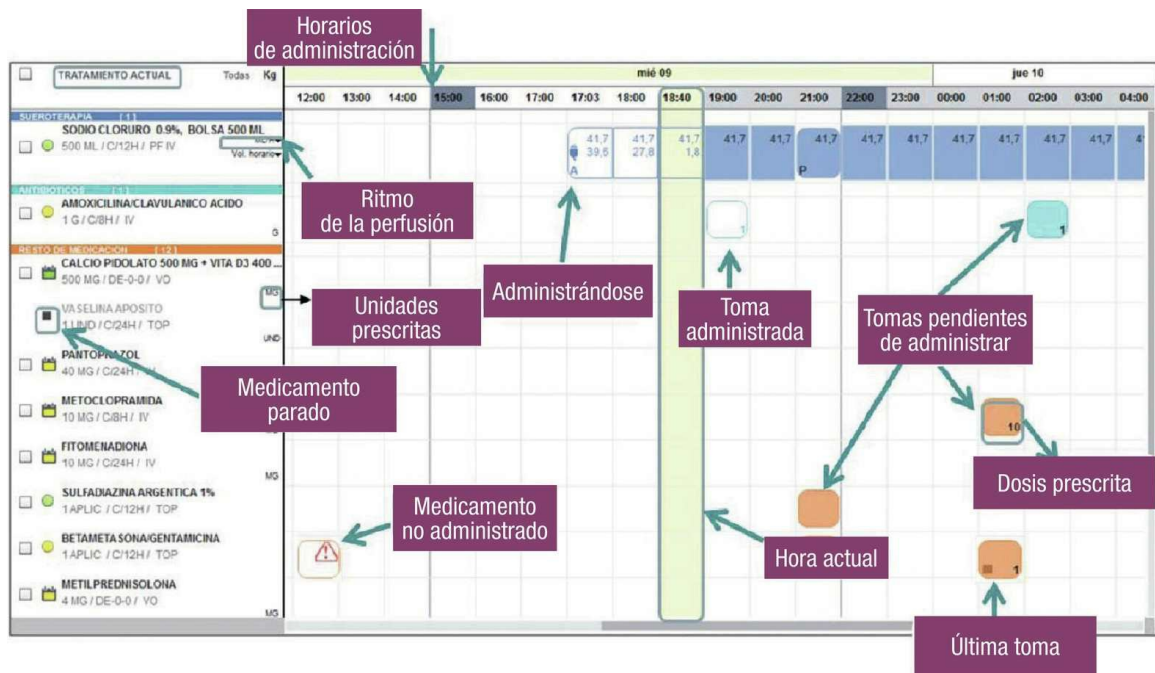 Horarios
de administración
TRATAMIENTO ACTUAL Todas Kg
mié 09 jue 10
12:00 13:00 14:00 15:00 16:00 17:00 17:03 18:00 18:40 19:00 20:00 21:00 22:00 23:00 00:00 01:00 02:00 03:00 04:00
SUEROTERAPIA [1]
SODIO CLORURO 0.9%, BOLSA 500 ML
500 ML / C/12H / PF IV
Vol. horario
41,7 41,7 41,7 41,7 41,7 41,7 41,7 41,7 41,7 41,7 41,7 41,7
39,5 27,8 1,8
A P
Ritmo
de la perfusión
ANTIBIOTICOS [1]
AMOXICILINA/CLAVULANICO ACIDO
1 G / C/8H / IV
G
1 1
RESTO DE MEDICACION [12]
CALCIO PIDOLATO 500 MG + VITA D3 400 ...
500 MG / DE-0-0 / VO
MG
Administrándose
Toma
administrada
Tomas pendientes
de administrar
Unidades
prescritas
VASELINA APOSITO
1 UND / C/24H / TOP
UND
PANTOPRAZOL
40 MG / C/24H /
Medicamento
parado
METOCLOPRAMIDA
10 MG / C/8H / IV
10
FITOMENADIONA
10 MG / C/24H / IV
MG
Dosis prescrita
SULFADIAZINA ARGENTICA 1%
1 APLIC / C/12H / TOP
Medicamento
no administrado
BETAMETASONA/GENTAMICINA
1 APLIC / C/12H / TOP
Hora actual
1
METILPREDNISOLONA
4 MG / DE-0-0 / VO
MG
Última toma